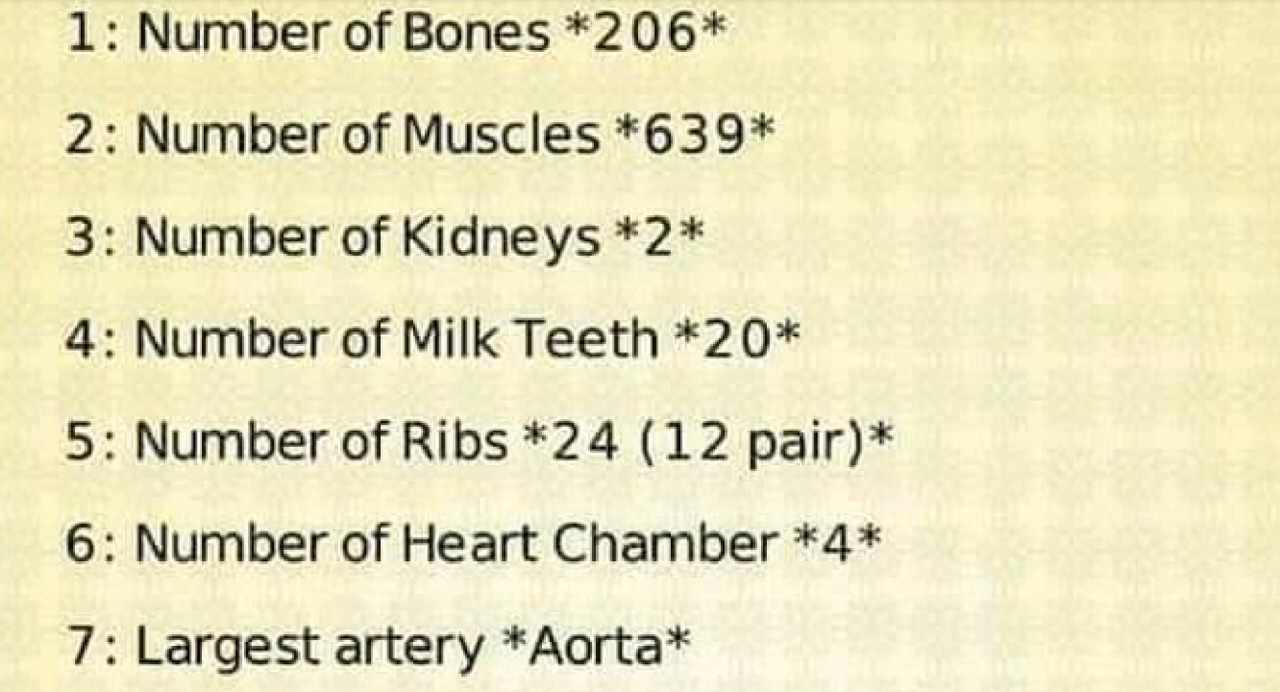 1: Number of Bones *206*
2: Number of Muscles *639*
3: Number of Kidneys *2*
4: Number of Milk Teeth *20*
5: Number of Ribs *24 (12 pair)*
6: Number of Heart Chamber *4*
7: Largest artery *Aorta*